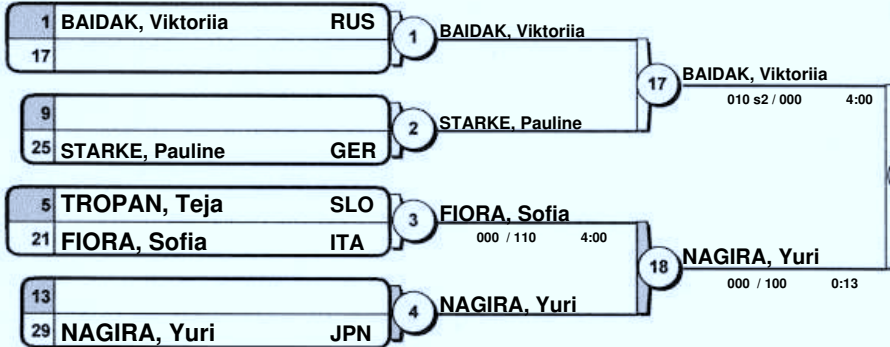 1 BAIDAK, Viktoriia RUS
17
1
BAIDAK, Viktoriia
9
25 STARKE, Pauline GER
2
STARKE, Pauline
17
BAIDAK, Viktoriia
010 s2 / 000 4:00
5 TROPAN, Teja SLO
21 FIORA, Sofia ITA
3
FIORA, Sofia
000 / 110 4:00
13
29 NAGIRA, Yuri JPN
4
NAGIRA, Yuri
18
NAGIRA, Yuri
000 / 100 0:13